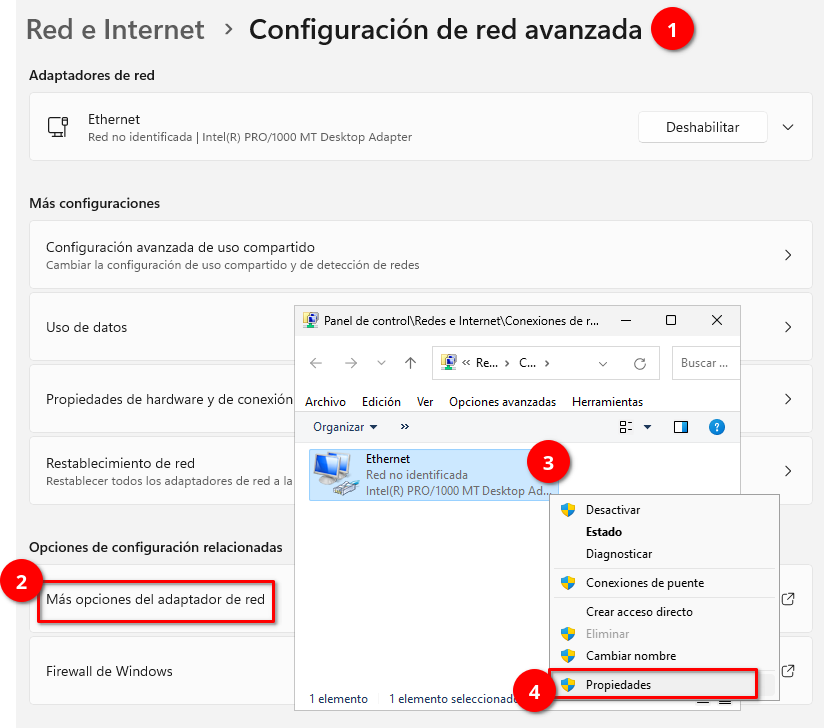 Red e Internet › Configuración de red avanzada 1
Adaptadores de red
Ethernet
Red no identificada | Intel(R) PRO/1000 MT Desktop Adapter
Deshabilitar
Más configuraciones
Configuración avanzada de uso compartido
Cambiar la configuración de uso compartido y de detección de redes
Uso de datos
Propiedades de hardware y de conexión
Restablecimiento de red
Restablecer todos los adaptadores de red a la
Opciones de configuración relacionadas
2
Más opciones del adaptador de red
Firewall de Windows
Panel de control\Redes e Internet\Conexiones de r...
« Re... › C... ›
Buscar ...
Archivo Edición Ver Opciones avanzadas Herramientas
Organizar »
Ethernet
Red no identificada
Intel(R) PRO/1000 MT Desktop Ad...
3
Desactivar
Estado
Diagnosticar
Conexiones de puente
Crear acceso directo
Eliminar
Cambiar nombre
4
Propiedades
1 elemento 1 elemento seleccionado